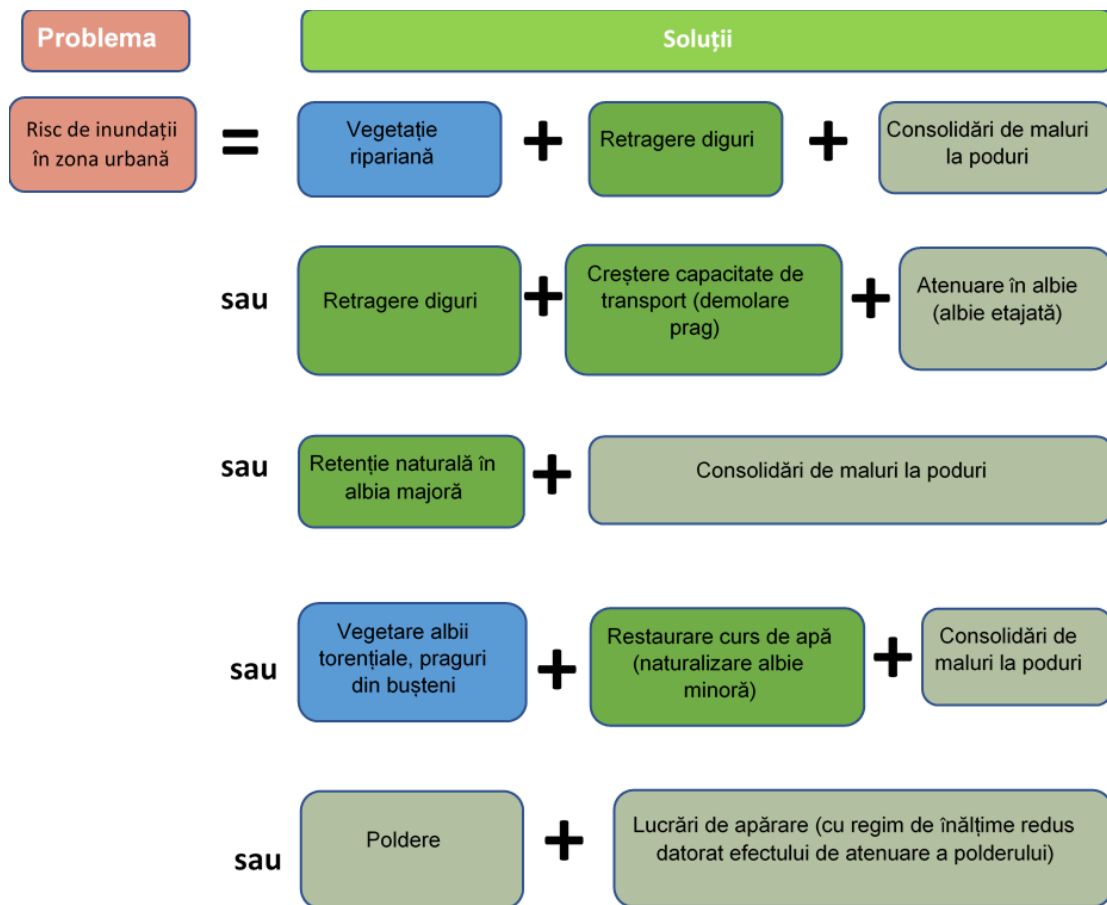 Problema
Soluții
Risc de inundații
în zona urbană
=
Vegetație
ripariană
+
Retragere diguri
+
Consolidări de maluri
la poduri
sau
Retragere diguri
+
Creștere capacitate de
transport (demolare
prag)
+
Atenuare în albie
(albie etajată)
sau
Retenție naturală în
albia majoră
+
Consolidări de maluri la poduri
sau
Vegetare albii
torențiale, praguri
din bușteni
+
Restaurare curs de apă
(naturalizare albie
minoră)
+
Consolidări de
maluri la poduri
sau
Poldere
+
Lucrări de apărare (cu regim de înălțime redus
datorat efectului de atenuare a polderului)